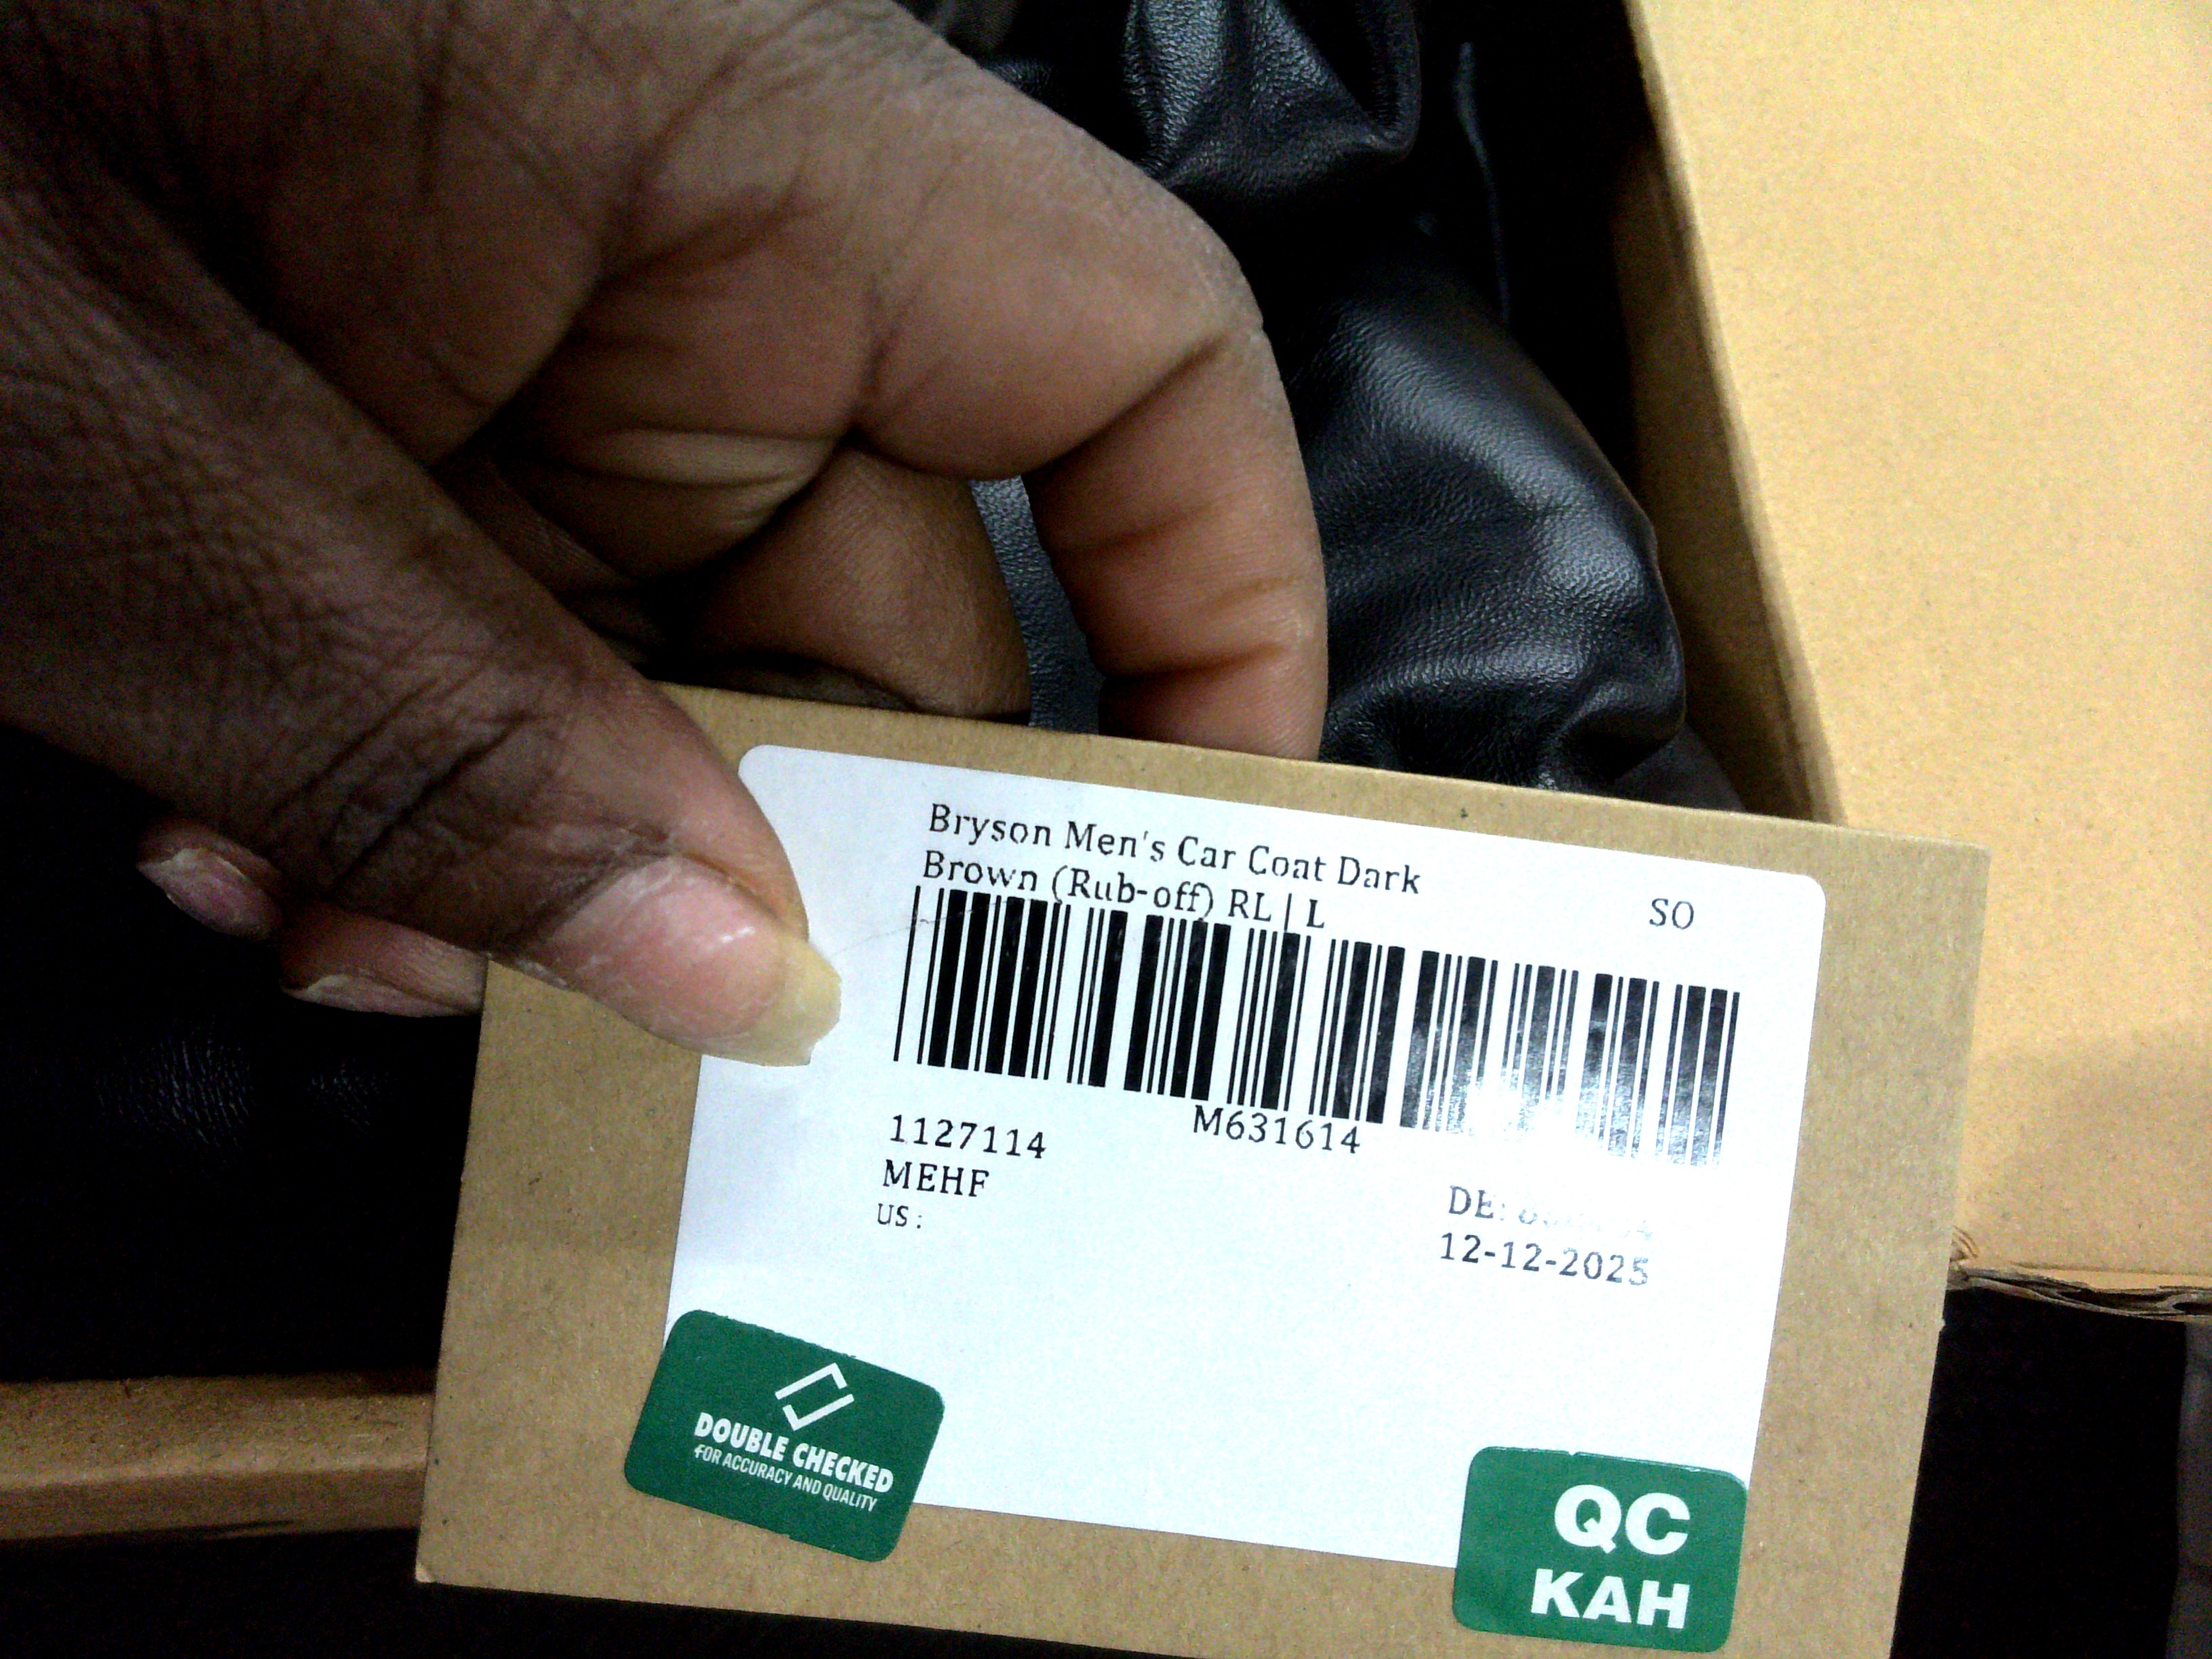 Bryson Men's Car Coat Dark
Brown (Rub-off) RL | L
SO
M631614
1127114
MEHF
US :
DE:
12-12-2025
DOUBLE CHECKED
FOR ACCURACY AND QUALITY
QC
KAH